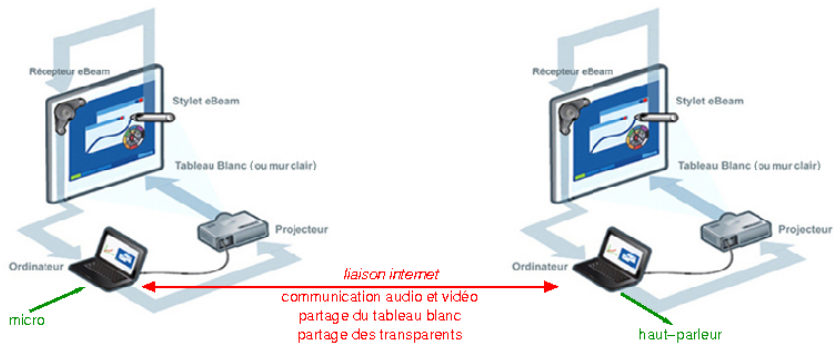 Récepteur eBeam
Stylet eBeam
Tableau Blanc (ou mur clair)
Projecteur
Ordinateur
micro
liaison internet
communication audio et vidéo
partage du tableau blanc
partage des transparents
Récepteur eBeam
Stylet eBeam
Tableau Blanc (ou mur clair)
Projecteur
Ordinateur
haut-parleur